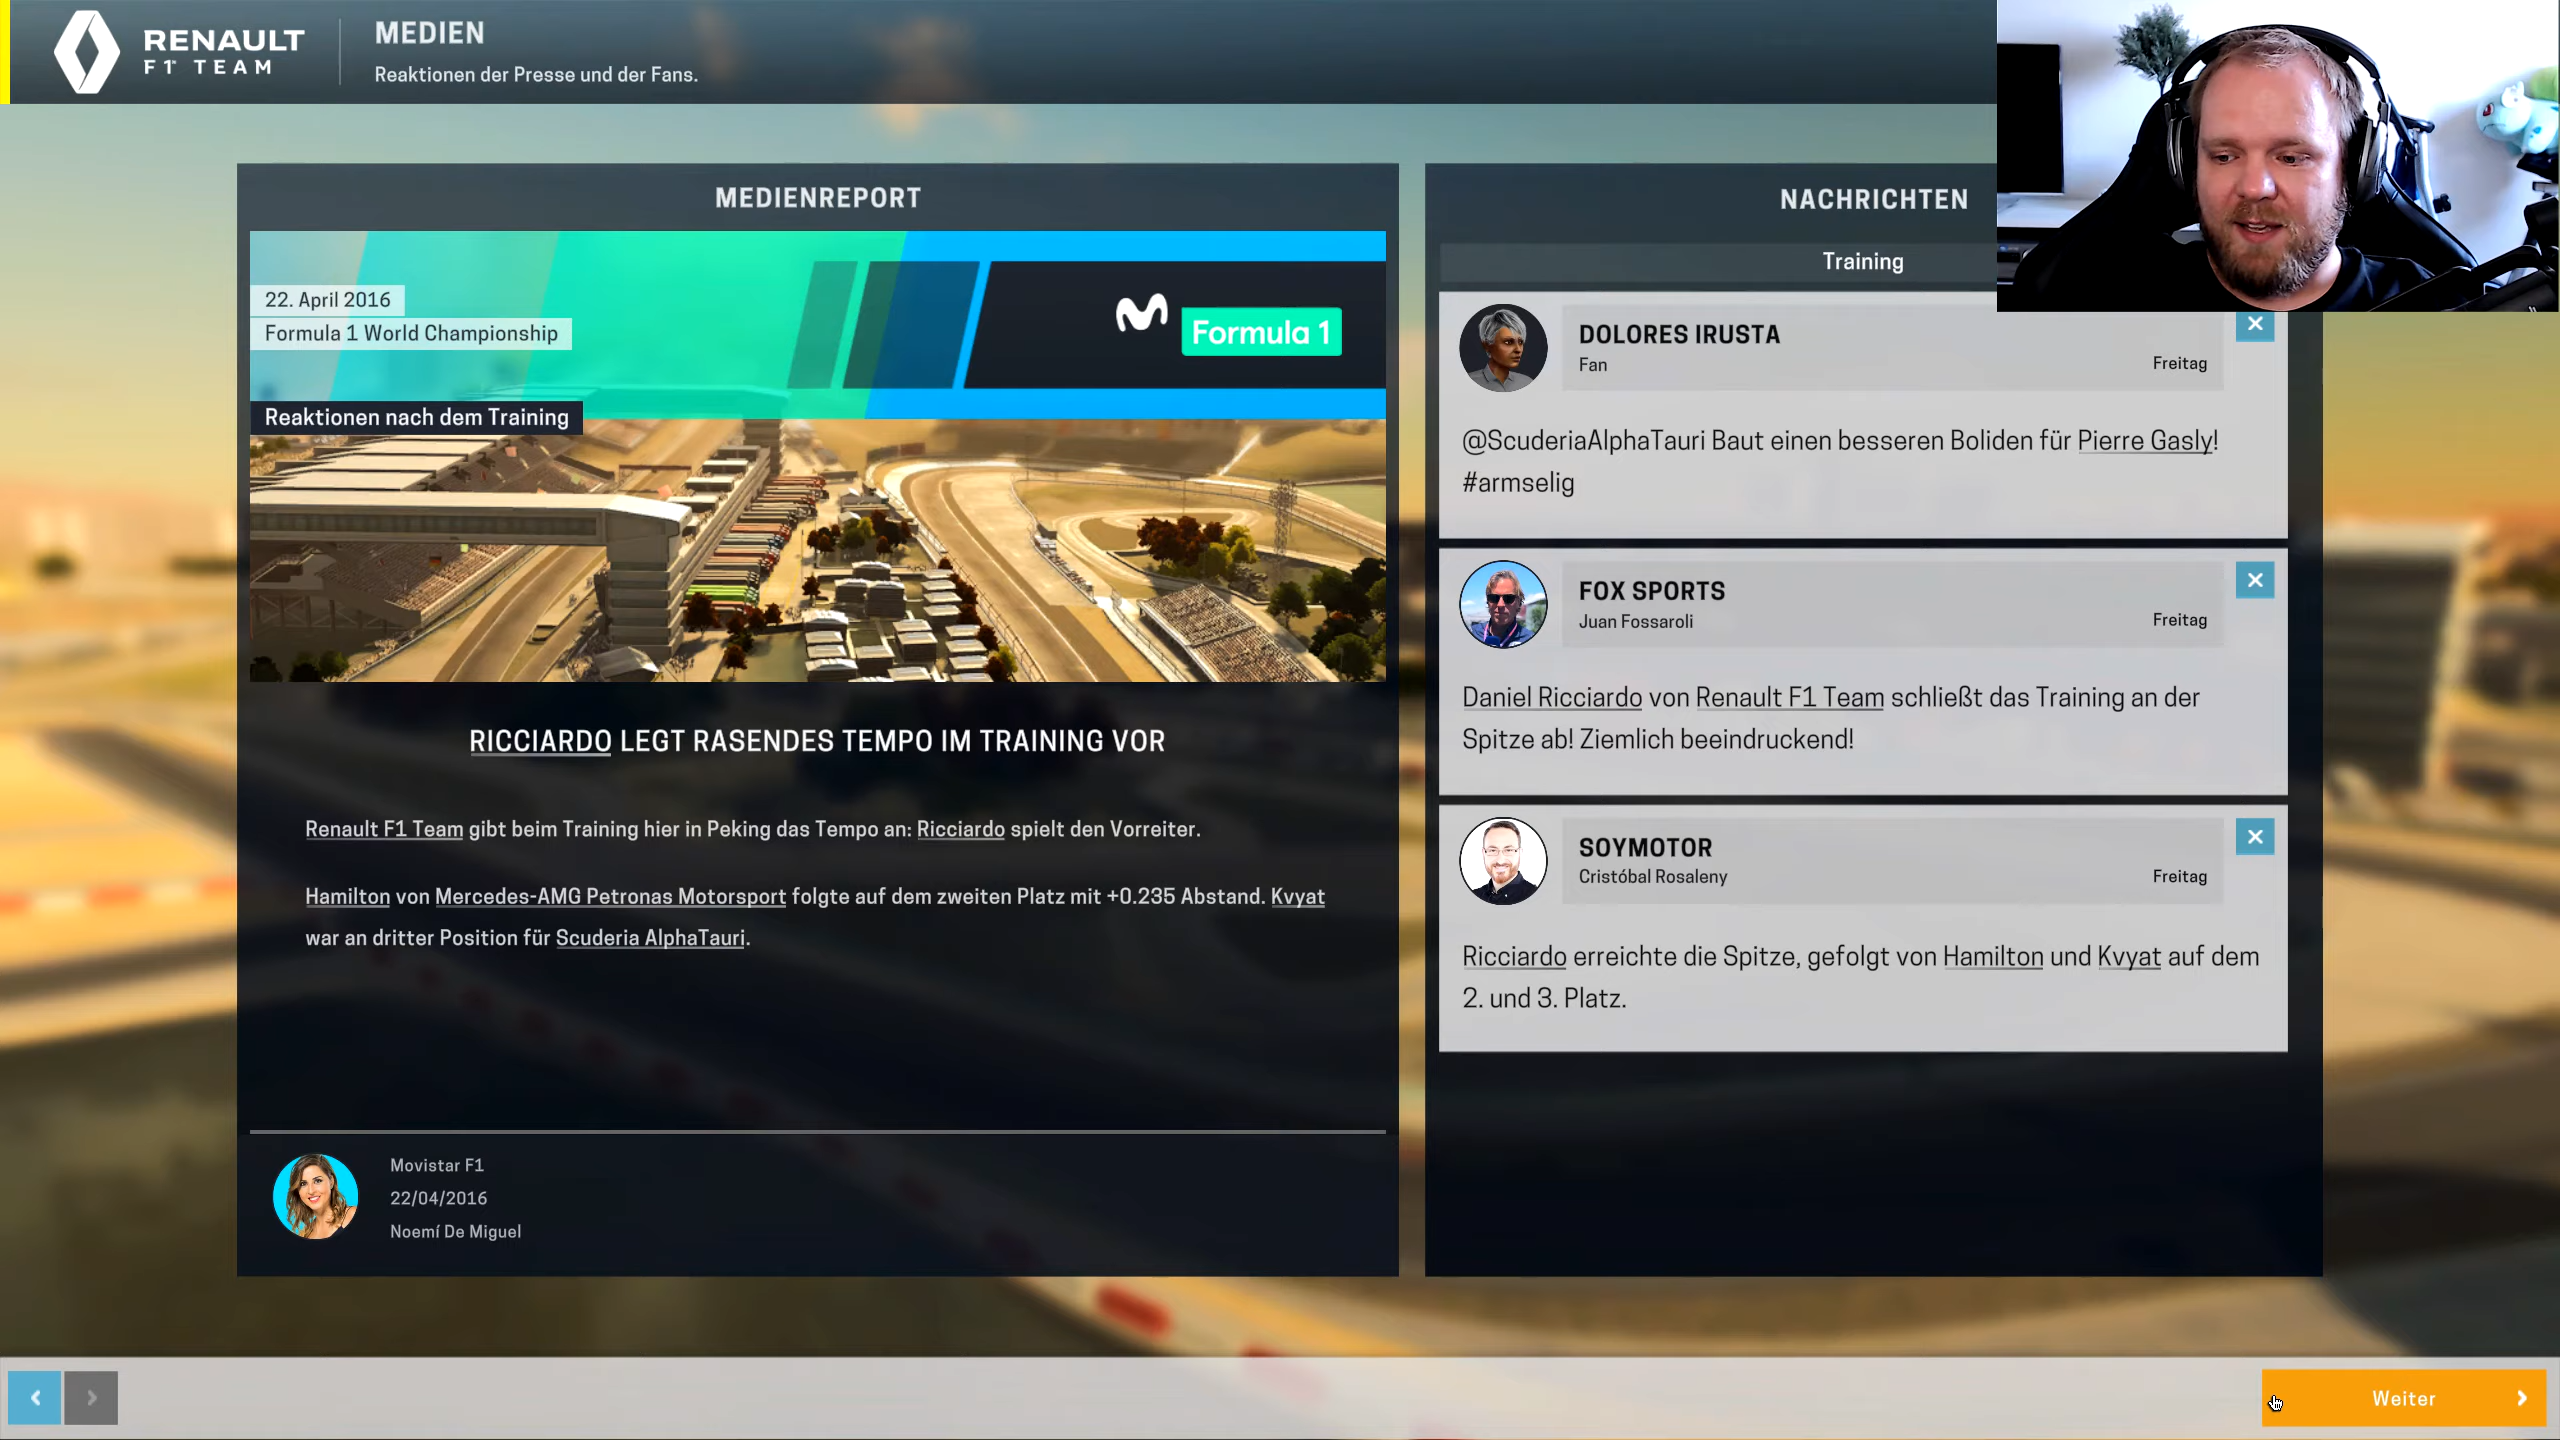 RENAULT
F1 TEAM
MEDIEN
Reaktionen der Presse und der Fans.
MEDIENREPORT
22. April 2016
Formula 1 World Championship
Formula 1
Reaktionen nach dem Training
RICCIARDO LEGT RASENDES TEMPO IM TRAINING VOR
Renault F1 Team gibt beim Training hier in Peking das Tempo an: Ricciardo spielt den Vorreiter.
Hamilton von Mercedes-AMG Petronas Motorsport folgte auf dem zweiten Platz mit +0.235 Abstand. Kvyat
war an dritter Position für Scuderia AlphaTauri.
Movistar F1
22/04/2016
Noemí De Miguel
NACHRICHTEN
Training
DOLORES IRUSTA
Fan
Freitag
@ScuderiaAlphaTauri Baut einen besseren Boliden für Pierre Gasly!
#armselig
FOX SPORTS
Juan Fossaroli
Freitag
Daniel Ricciardo von Renault F1 Team schließt das Training an der
Spitze ab! Ziemlich beeindruckend!
SOYMOTOR
Cristóbal Rosaleny
Freitag
Ricciardo erreichte die Spitze, gefolgt von Hamilton und Kvyat auf dem
2. und 3. Platz.
Weiter